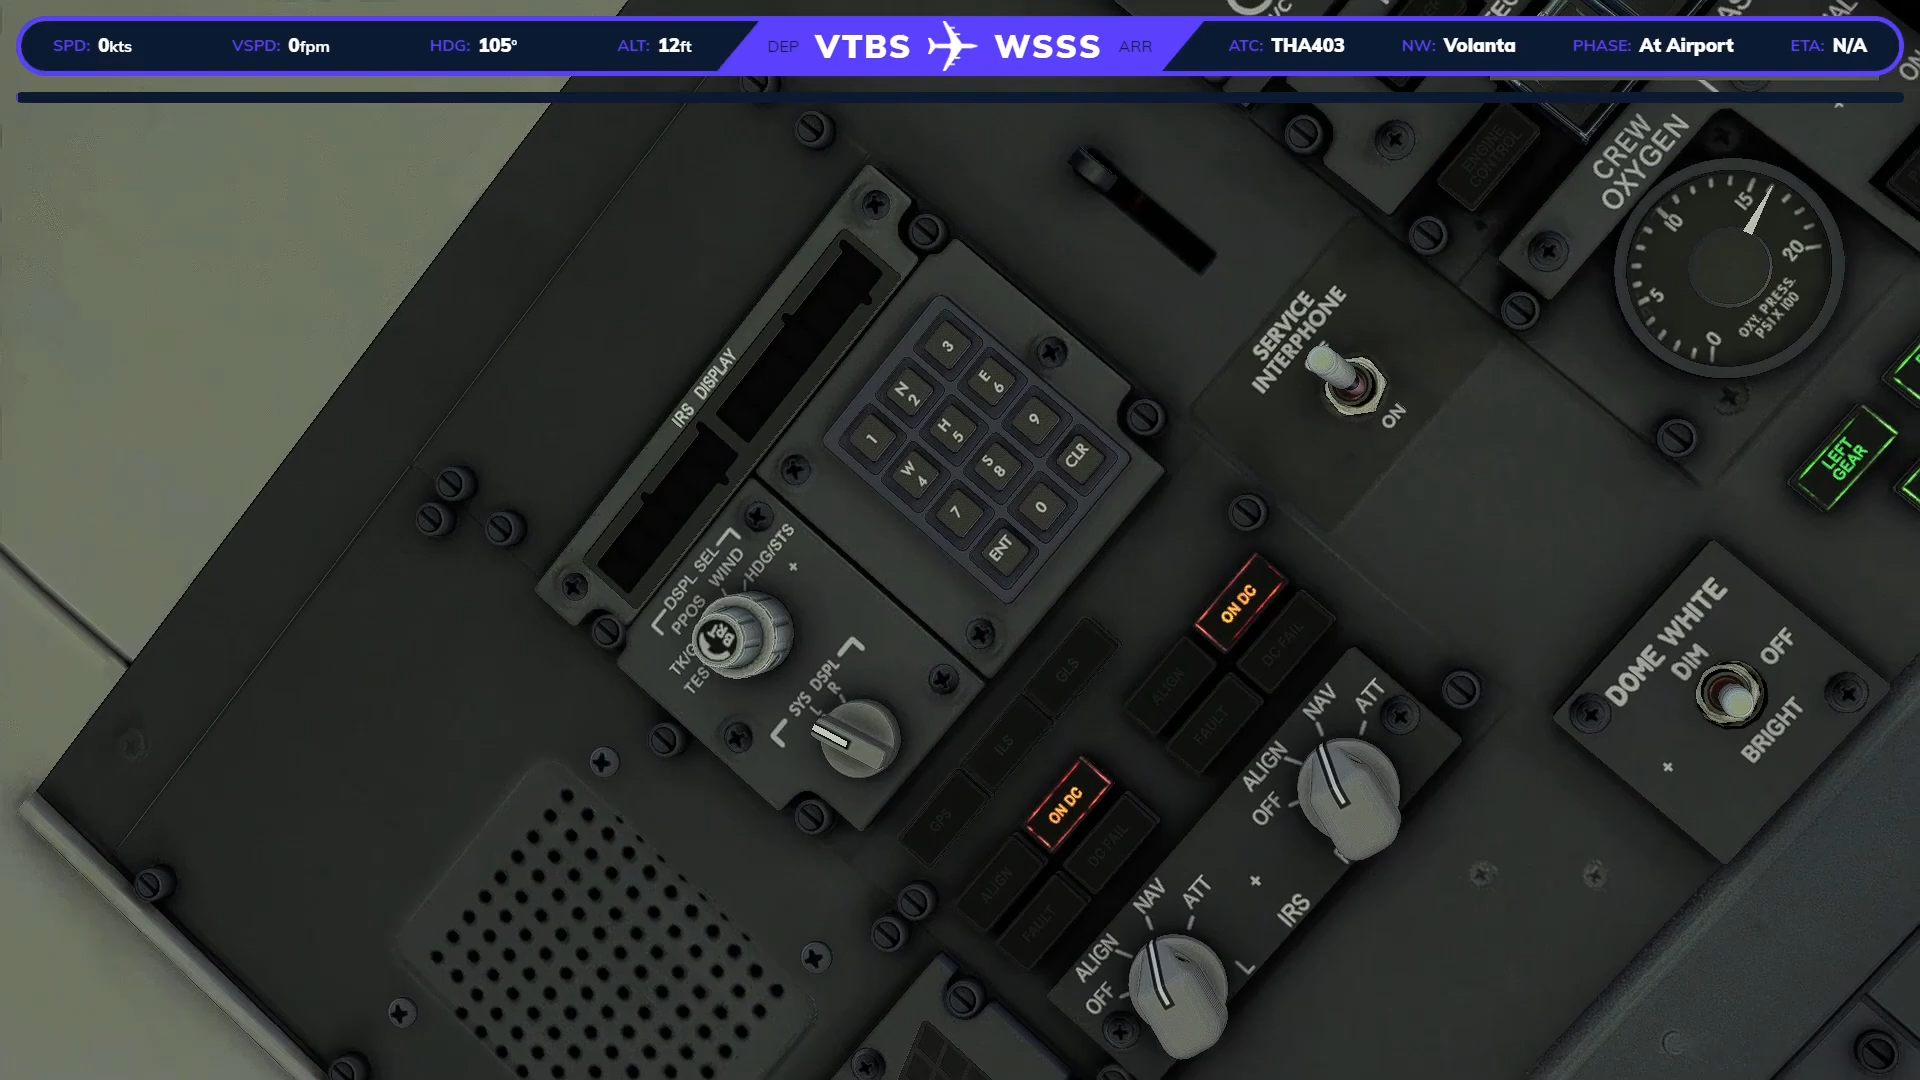 SPD: 0kts
VSPD: 0fpm
HDG: 105°
ALT: 12ft
DEP VTBS WSSS ARR
ATC: THA403
NW: Volanta
PHASE: At Airport
ETA: N/A
ENGINE
CONTROL
CREW
OXYGEN
0 5 10 15 20
OXY. PRESS.
PSI X 100
SERVICE
INTERPHONE
ON
IRS DISPLAY
1
N
2
3
W
4
H
5
E
6
7
S
8
9
ENT
0
CLR
DSPL SEL
PPOS
WIND
HDG/STS
BRT
SYS DSPL
L
R
LEFT
GEAR
DOME WHITE
DIM
OFF
BRIGHT
GPS
ILS
GLS
ALIGN
ON DC
FAULT
DC FAIL
ALIGN
ON DC
FAULT
DC FAIL
OFF
ALIGN
NAV
ATT
OFF
ALIGN
NAV
ATT
IRS
L